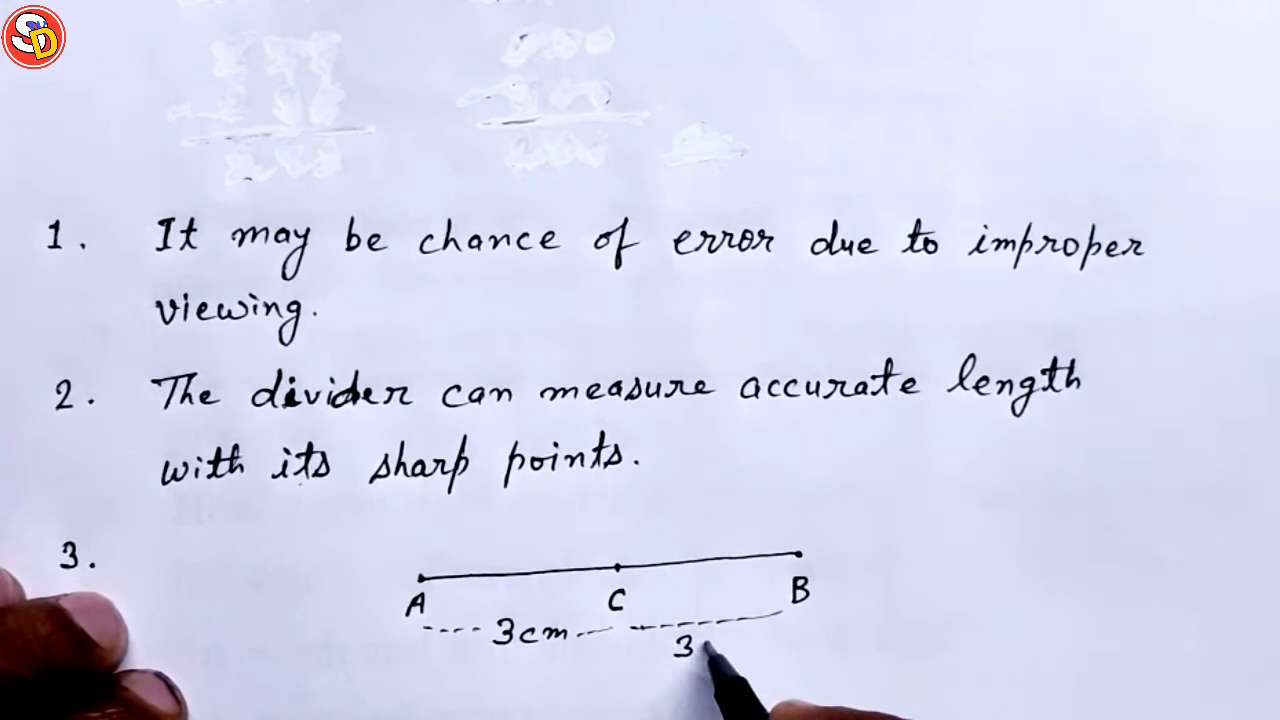 SD
1. It may be chance of error due to improper
viewing.
2. The divider can measure accurate length
with its sharp points.
3.
A C B
3cm 3